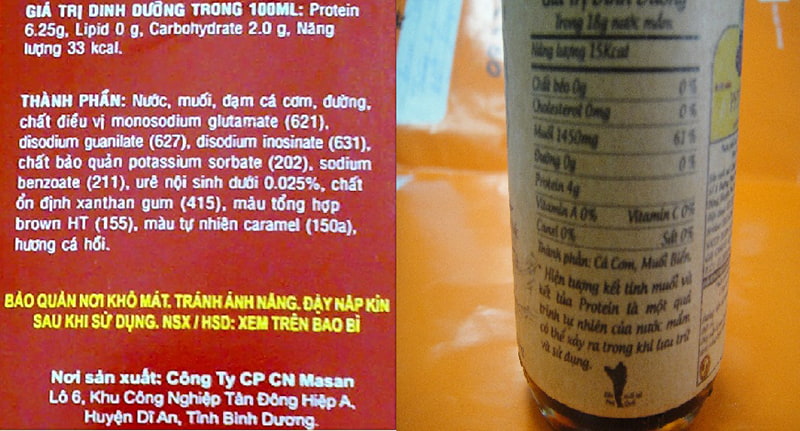 GIÁ TRỊ DINH DƯỠNG TRONG 100ML: Protein
6.25g, Lipid 0 g, Carbohydrate 2.0 g, Năng
lượng 33 kcal.
THÀNH PHẦN: Nước, muối, đạm cá cơm, đường,
chất điều vị monosodium glutamate (621),
disodium guanilate (627), disodium inosinate (631),
chất bảo quản potassium sorbate (202), sodium
benzoate (211), urê nội sinh dưới 0.025%, chất
ổn định xanthan gum (415), màu tổng hợp
brown HT (155), màu tự nhiên caramel (150a),
hương cá hồi.
BẢO QUẢN NƠI KHÔ MÁT. TRÁNH ÁNH NẮNG. ĐẬY NẮP KÍN
SAU KHI SỬ DỤNG. NSX / HSD: XEM TRÊN BAO BÌ
Nơi sản xuất: Công Ty CP CN Masan
Lô 6, Khu Công Nghiệp Tân Đông Hiệp A,
Huyện Dĩ An, Tỉnh Bình Dương.
Giá Trị Dinh Dưỡng
Trong 18g nước mắm
Năng lượng 15Kcal
Chất béo 0g 0%
Cholesterol 0mg 0%
Muối 1450mg 61%
Đường 0g 0%
Protein 4g
Vitamin A 0% Vitamin C 0%
Canxi 0% Sắt 0%
Thành phần: Cá Cơm, Muối Biển.
* Hiện tượng kết tinh muối và
kết tủa Protein là một quá
trình tự nhiên của nước mắm
có thể xảy ra trong khi lưu trữ
và sử dụng.